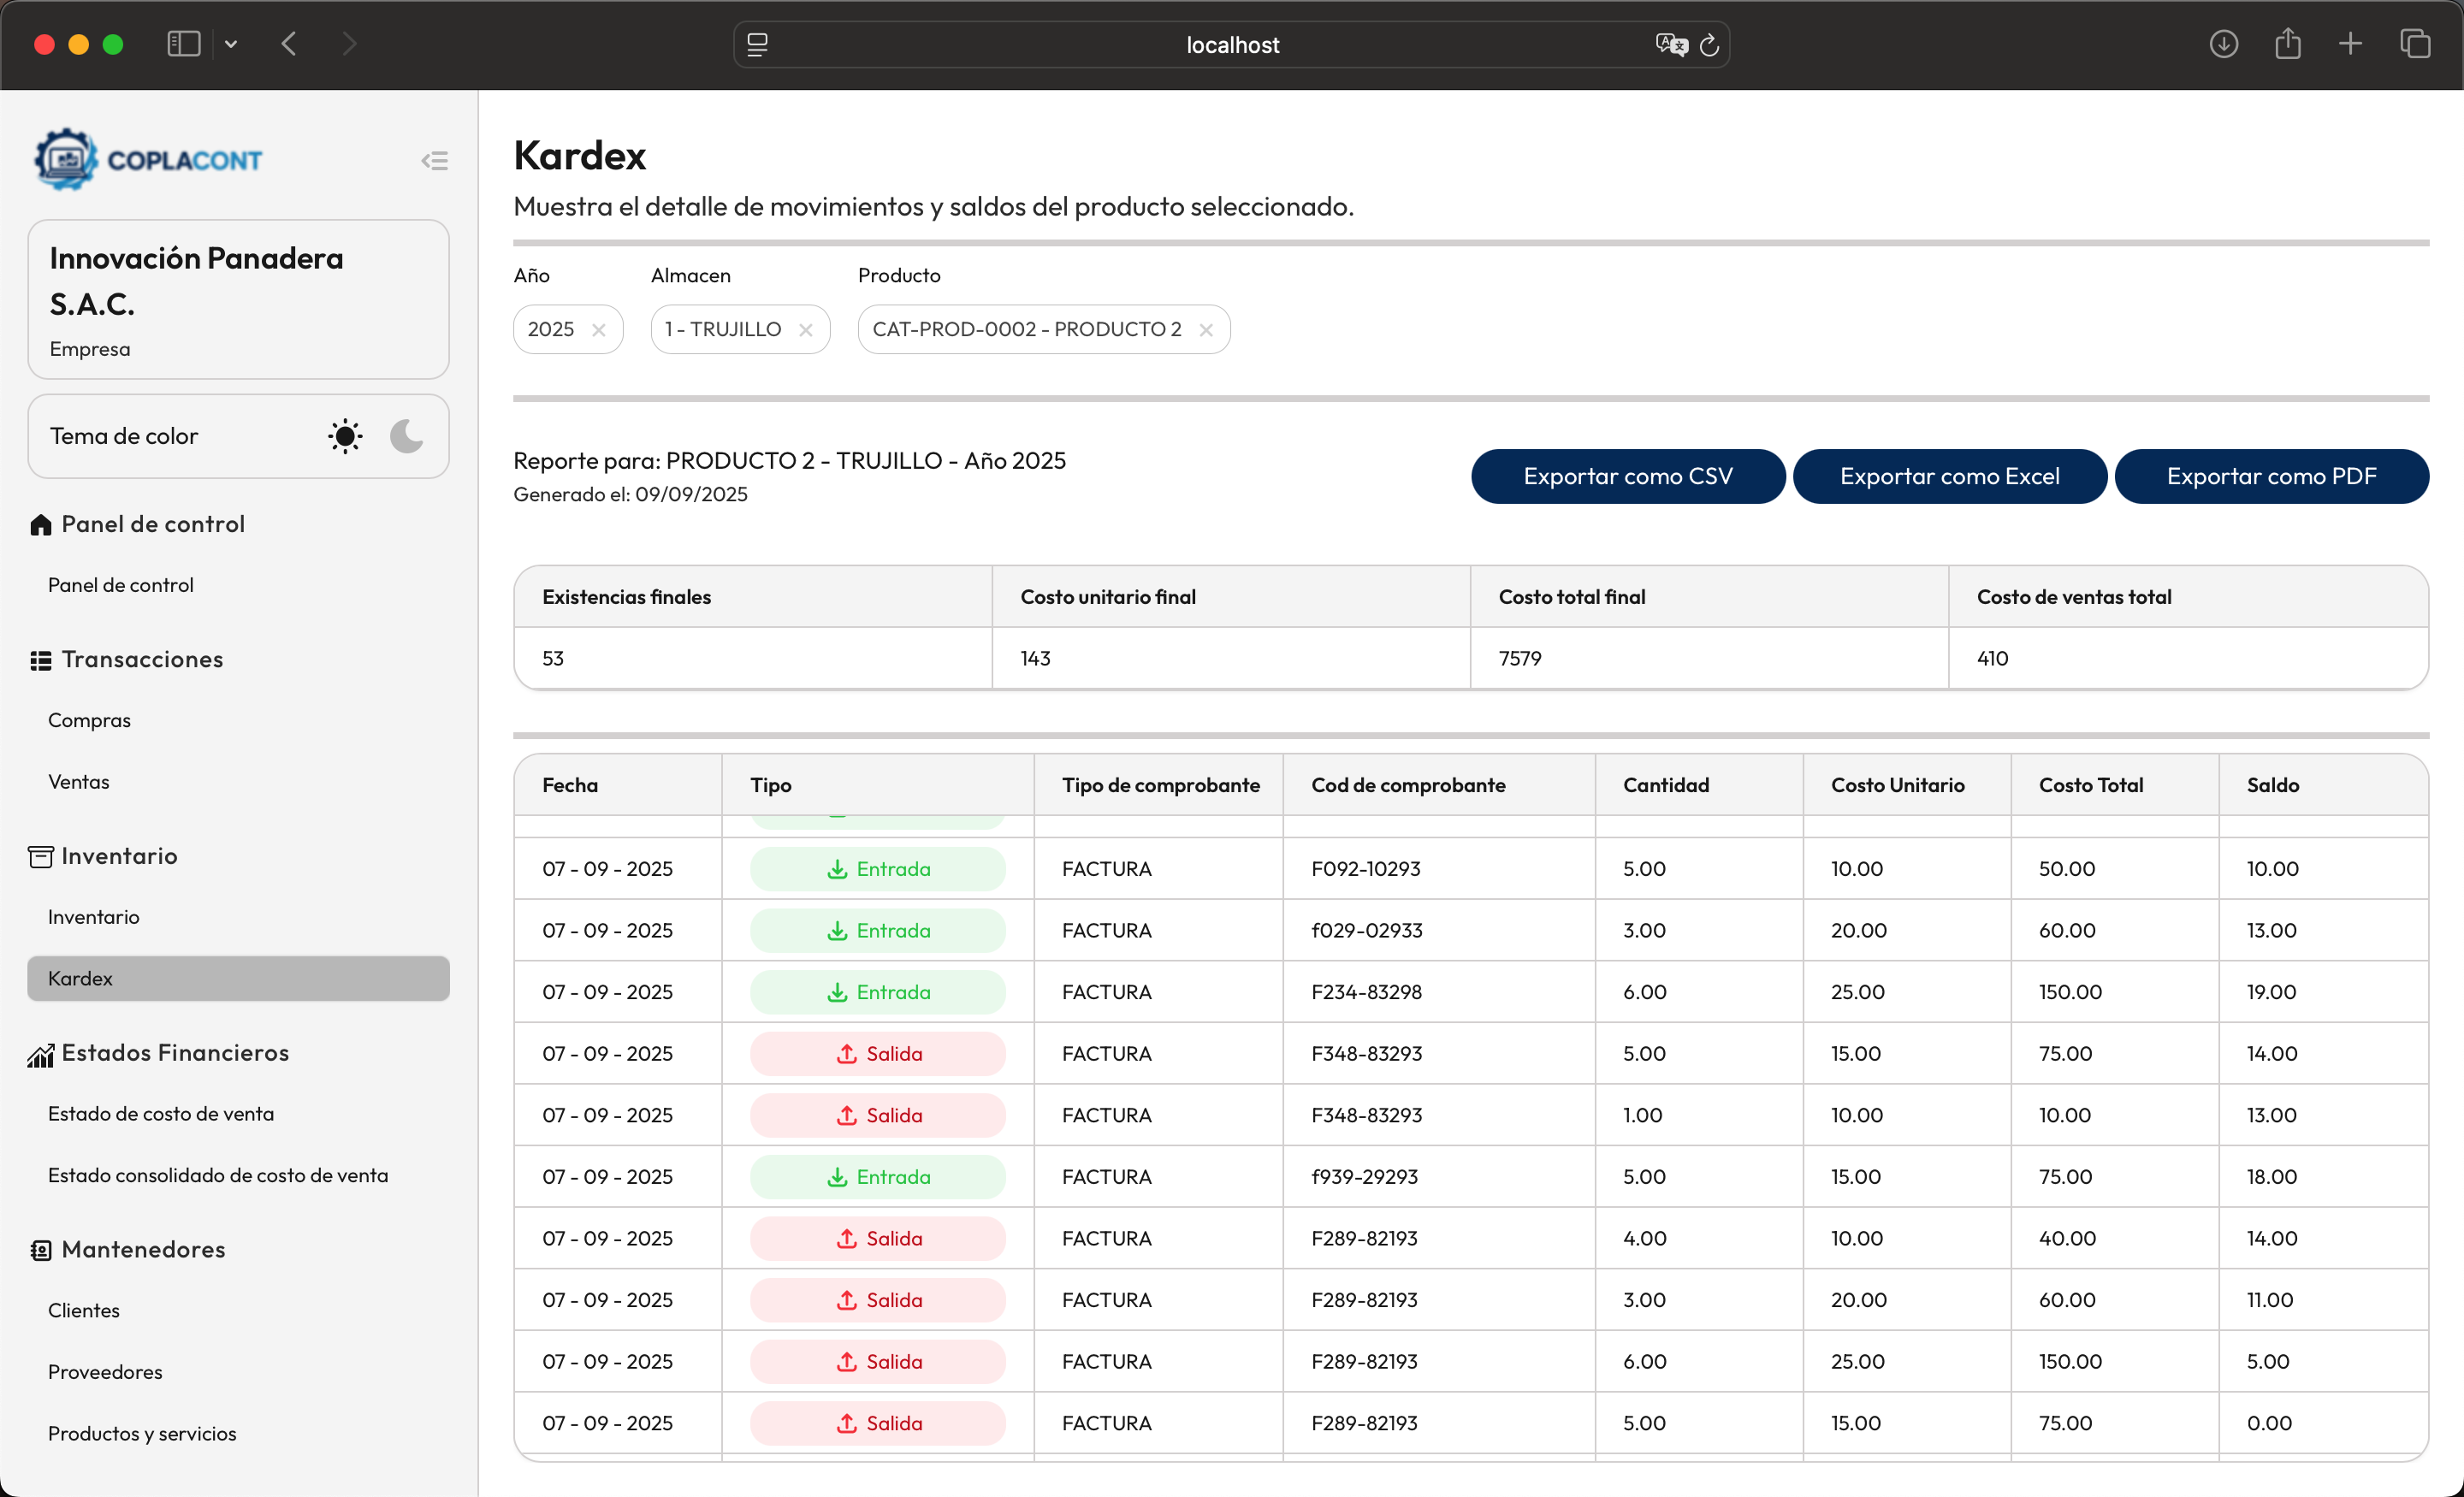 localhost
COPLACONT
Innovación Panadera
S.A.C.
Empresa
Tema de color
Panel de control
Panel de control
Transacciones
Compras
Ventas
Inventario
Inventario
Kardex
Estados Financieros
Estado de costo de venta
Estado consolidado de costo de venta
Mantenedores
Clientes
Proveedores
Productos y servicios
Kardex
Muestra el detalle de movimientos y saldos del producto seleccionado.
Año Almacen Producto
2025 1 - TRUJILLO CAT-PROD-0002 - PRODUCTO 2
Reporte para: PRODUCTO 2 - TRUJILLO - Año 2025
Generado el: 09/09/2025
Exportar como CSV Exportar como Excel Exportar como PDF
Existencias finales Costo unitario final Costo total final Costo de ventas total
53 143 7579 410
Fecha Tipo Tipo de comprobante Cod de comprobante Cantidad Costo Unitario Costo Total Saldo
07 - 09 - 2025 Entrada FACTURA F092-10293 5.00 10.00 50.00 10.00
07 - 09 - 2025 Entrada FACTURA f029-02933 3.00 20.00 60.00 13.00
07 - 09 - 2025 Entrada FACTURA F234-83298 6.00 25.00 150.00 19.00
07 - 09 - 2025 Salida FACTURA F348-83293 5.00 15.00 75.00 14.00
07 - 09 - 2025 Salida FACTURA F348-83293 1.00 10.00 10.00 13.00
07 - 09 - 2025 Entrada FACTURA f939-29293 5.00 15.00 75.00 18.00
07 - 09 - 2025 Salida FACTURA F289-82193 4.00 10.00 40.00 14.00
07 - 09 - 2025 Salida FACTURA F289-82193 3.00 20.00 60.00 11.00
07 - 09 - 2025 Salida FACTURA F289-82193 6.00 25.00 150.00 5.00
07 - 09 - 2025 Salida FACTURA F289-82193 5.00 15.00 75.00 0.00